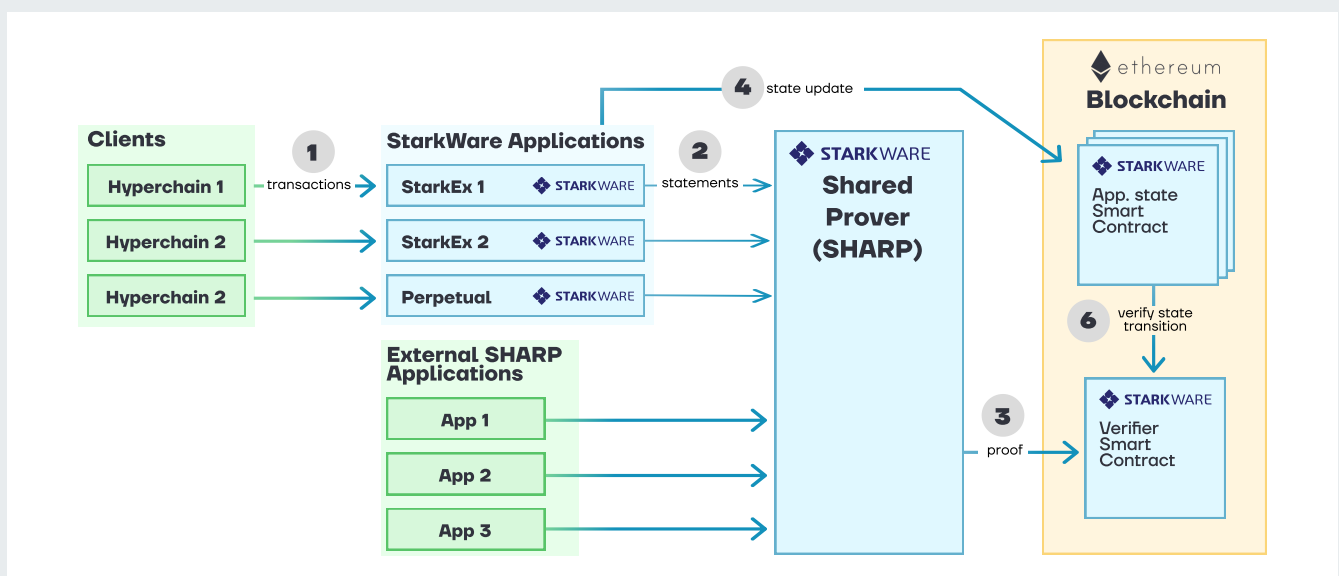 ethereum
Blockchain
4
state update
Clients
1
transactions
Hyperchain 1
Hyperchain 2
Hyperchain 2
StarkWare Applications
StarkEx 1
STARKWARE
StarkEx 2
STARKWARE
Perpetual
STARKWARE
2
statements
External SHARP
Applications
App 1
App 2
App 3
STARKWARE
Shared
Prover
(SHARP)
3
proof
STARKWARE
App. state
Smart
Contract
6
verify state
transition
STARKWARE
Verifier
Smart
Contract